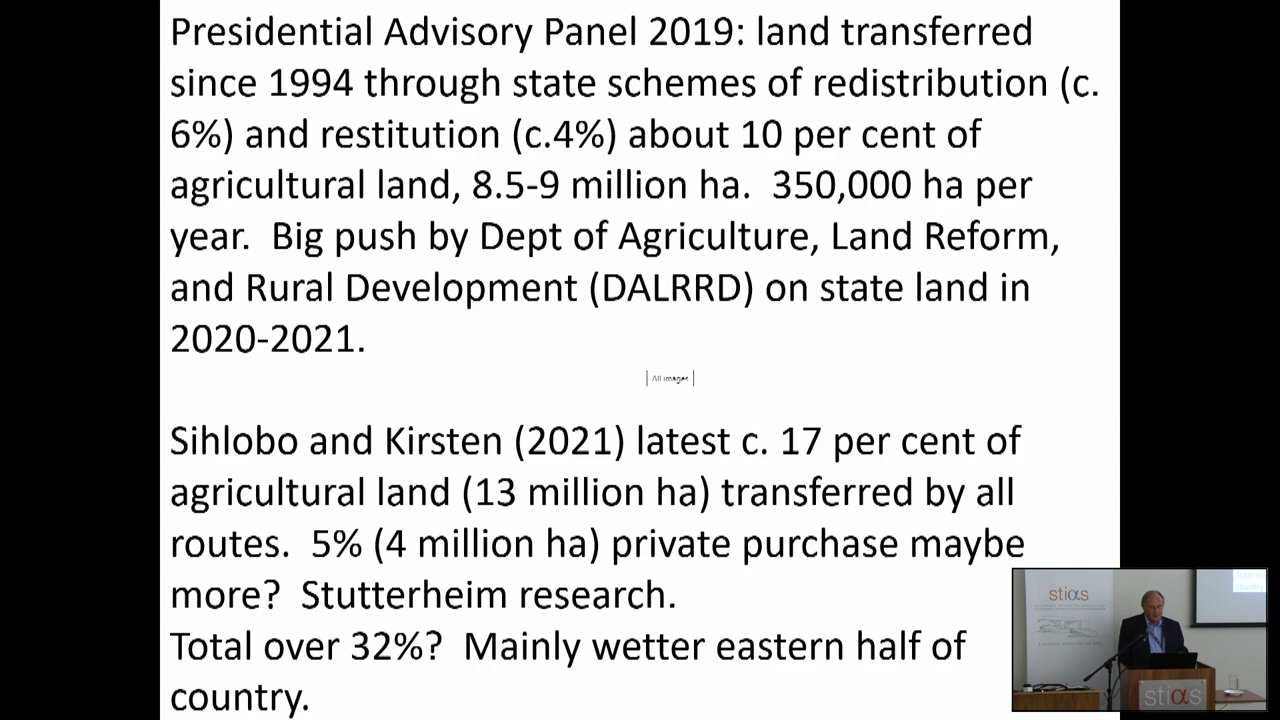 Presidential Advisory Panel 2019: land transferred
since 1994 through state schemes of redistribution (c.
6%) and restitution (c.4%) about 10 per cent of
agricultural land, 8.5-9 million ha.  350,000 ha per
year.  Big push by Dept of Agriculture, Land Reform,
and Rural Development (DALRRD) on state land in
2020-2021.
All images
Sihlobo and Kirsten (2021) latest c. 17 per cent of
agricultural land (13 million ha) transferred by all
routes.  5% (4 million ha) private purchase maybe
more?  Stutterheim research.
Total over 32%?  Mainly wetter eastern half of
country.
stiαs
stiαs